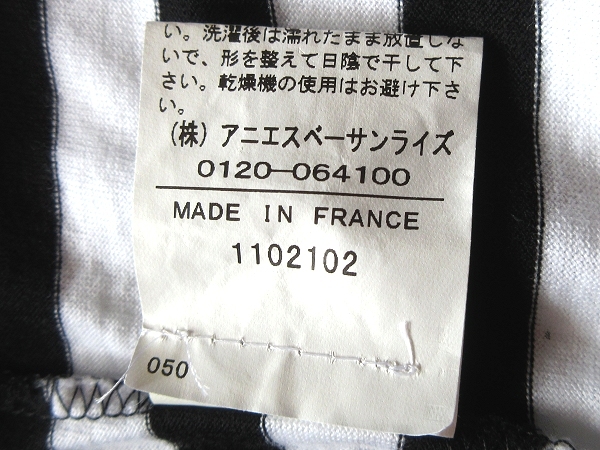 い。洗濯後は濡れたまま放置しな
いで、形を整えて日陰で干して下
さい。乾燥機の使用はお避け下さ
い。
(株) アニエスベーサンライズ
0120-064100
MADE IN FRANCE
1102102
050